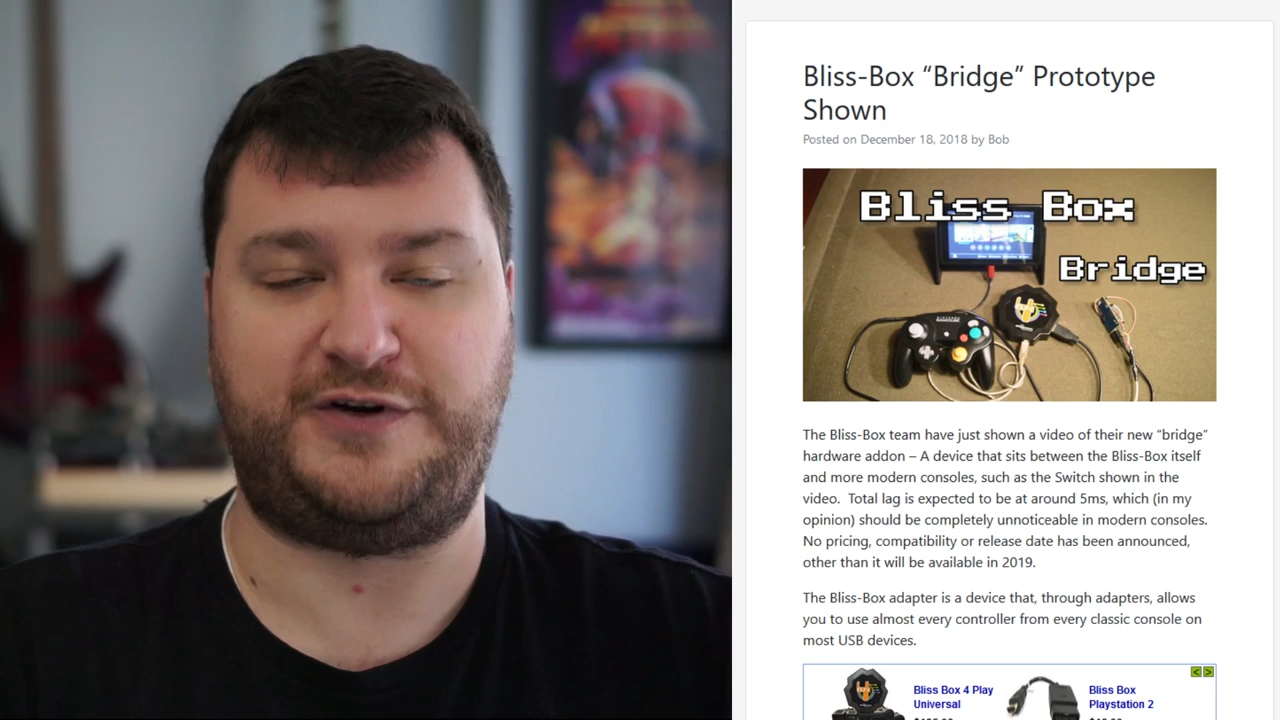 Bliss-Box “Bridge” Prototype
Shown
Posted on December 18, 2018 by Bob
Bliss Box
Bridge
The Bliss-Box team have just shown a video of their new “bridge”
hardware addon – A device that sits between the Bliss-Box itself
and more modern consoles, such as the Switch shown in the
video.  Total lag is expected to be at around 5ms, which (in my
opinion) should be completely unnoticeable in modern consoles.
No pricing, compatibility or release date has been announced,
other than it will be available in 2019.
The Bliss-Box adapter is a device that, through adapters, allows
you to use almost every controller from every classic console on
most USB devices.
Bliss Box 4 Play
Universal
Bliss Box
Playstation 2